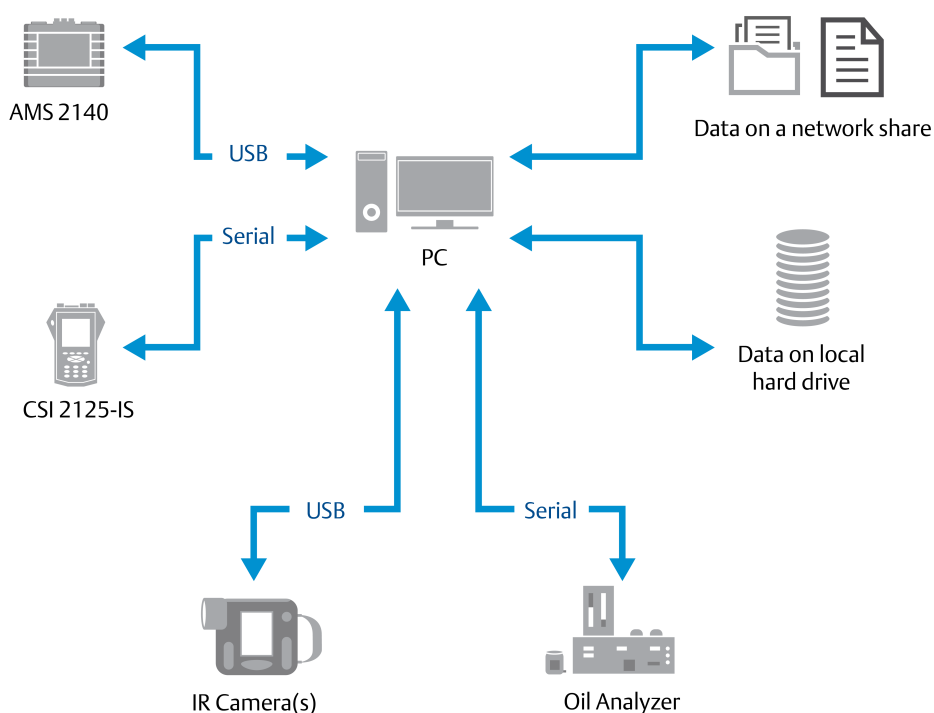 AMS 2140
USB
Data on a network share
Serial
PC
CSI 2125-IS
Data on local
hard drive
USB
Serial
IR Camera(s)
Oil Analyzer